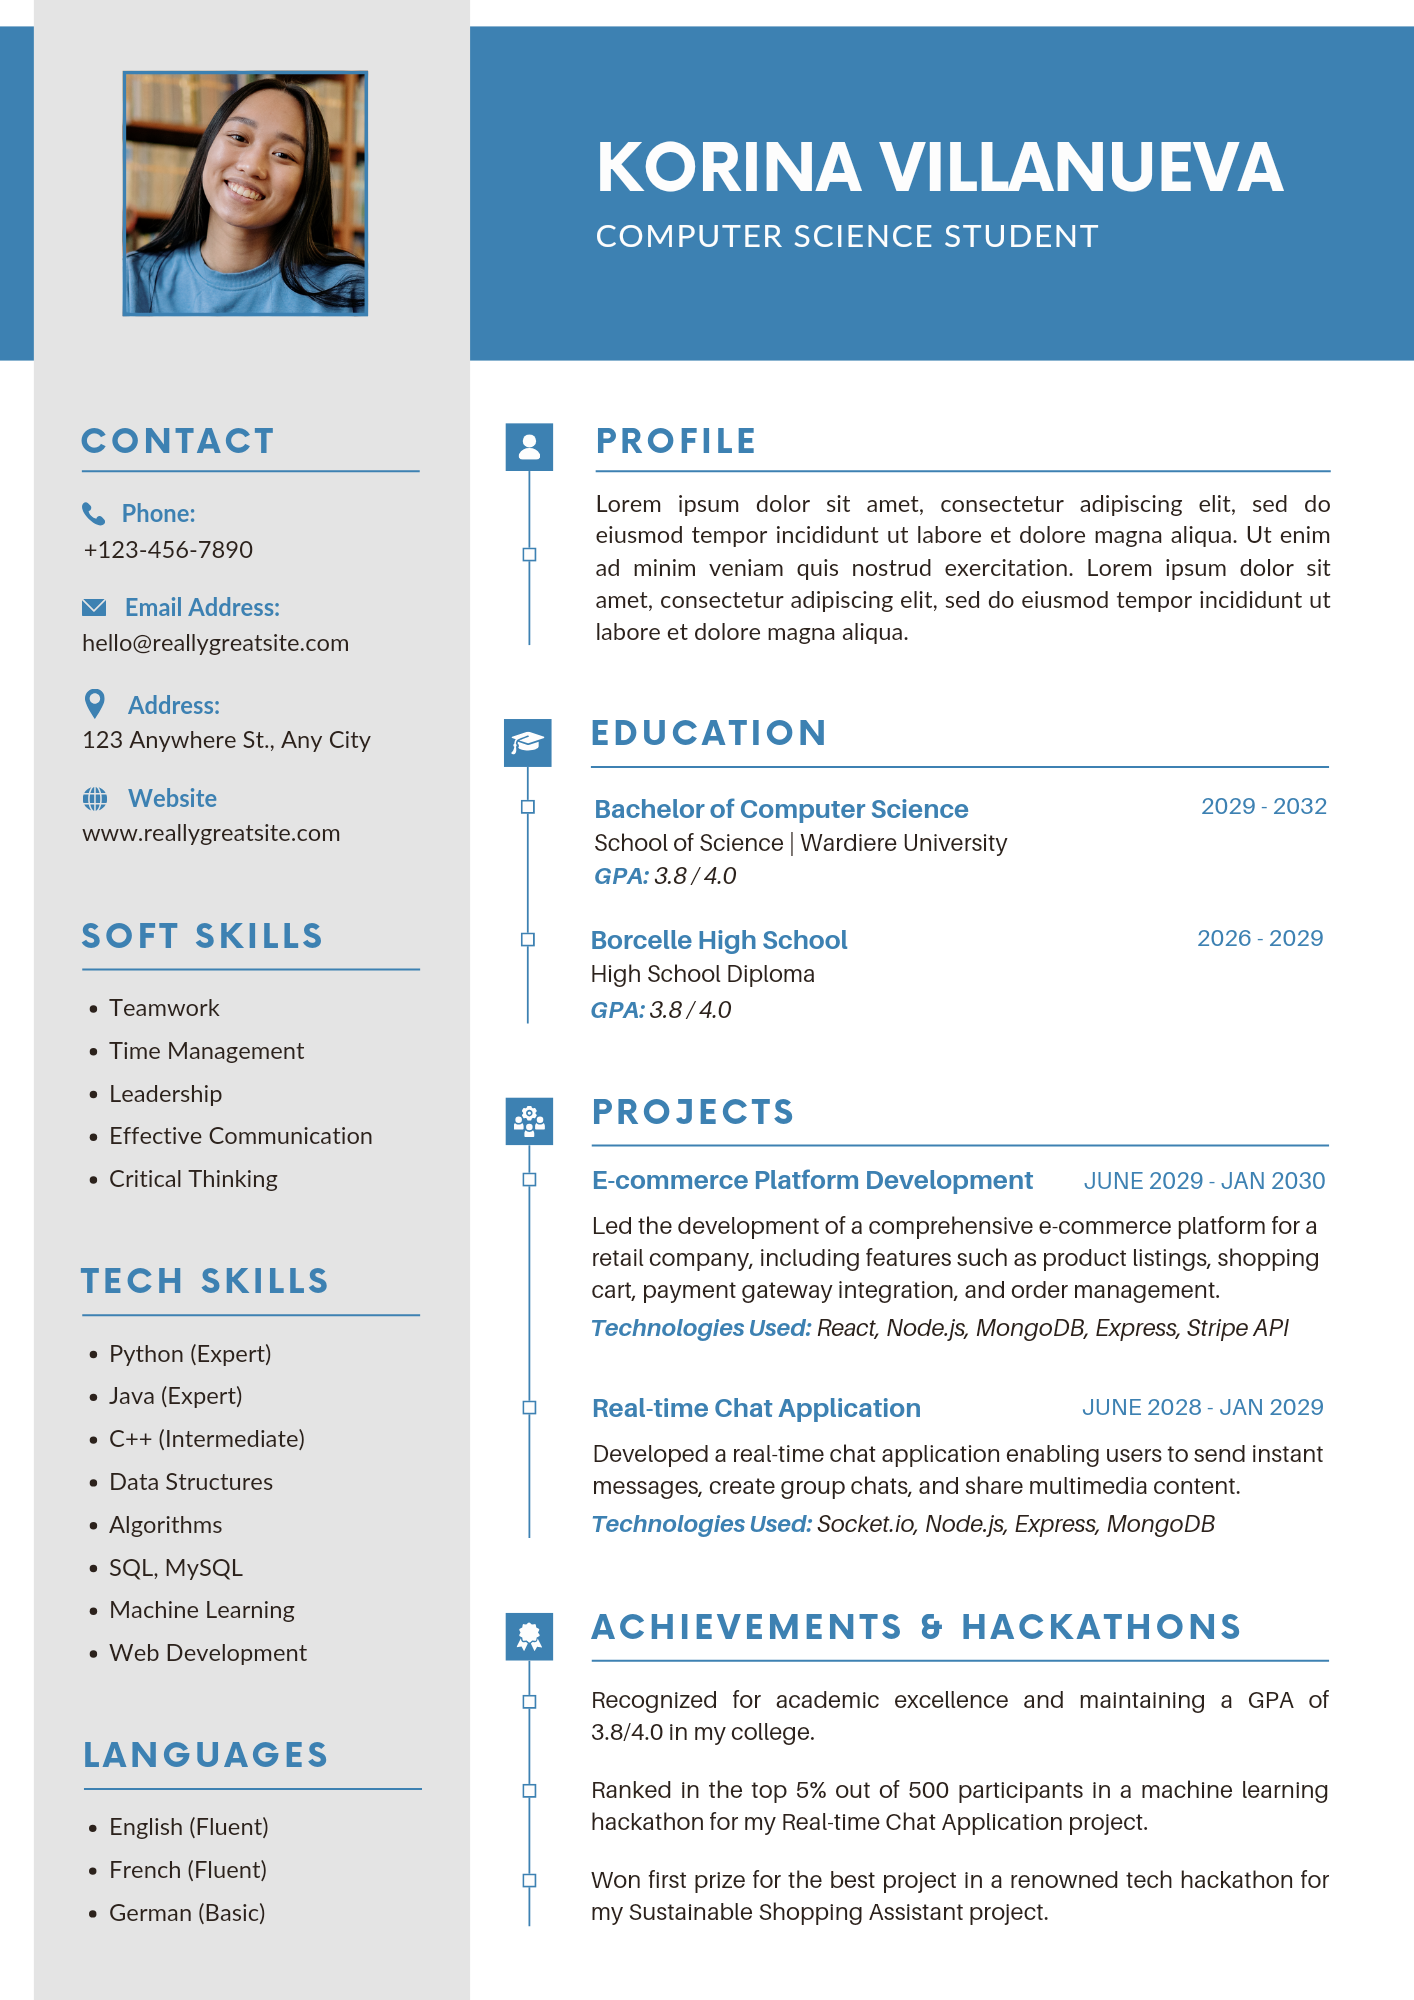 KORINA VILLANUEVA
COMPUTER SCIENCE STUDENT
CONTACT
Phone:
+123-456-7890
Email Address:
hello@reallygreatsite.com
Address:
123 Anywhere St., Any City
Website
www.reallygreatsite.com
SOFT SKILLS
• Teamwork
• Time Management
• Leadership
• Effective Communication
• Critical Thinking
TECH SKILLS
• Python (Expert)
• Java (Expert)
• C++ (Intermediate)
• Data Structures
• Algorithms
• SQL, MySQL
• Machine Learning
• Web Development
LANGUAGES
• English (Fluent)
• French (Fluent)
• German (Basic)
PROFILE
Lorem ipsum dolor sit amet, consectetur adipiscing elit, sed do
eiusmod tempor incididunt ut labore et dolore magna aliqua. Ut enim
ad minim veniam quis nostrud exercitation. Lorem ipsum dolor sit
amet, consectetur adipiscing elit, sed do eiusmod tempor incididunt ut
labore et dolore magna aliqua.
EDUCATION
Bachelor of Computer Science 2029 - 2032
School of Science | Wardiere University
GPA: 3.8 / 4.0
Borcelle High School 2026 - 2029
High School Diploma
GPA: 3.8 / 4.0
PROJECTS
E-commerce Platform Development JUNE 2029 - JAN 2030
Led the development of a comprehensive e-commerce platform for a
retail company, including features such as product listings, shopping
cart, payment gateway integration, and order management.
Technologies Used: React, Node.js, MongoDB, Express, Stripe API
Real-time Chat Application JUNE 2028 - JAN 2029
Developed a real-time chat application enabling users to send instant
messages, create group chats, and share multimedia content.
Technologies Used: Socket.io, Node.js, Express, MongoDB
ACHIEVEMENTS & HACKATHONS
Recognized for academic excellence and maintaining a GPA of
3.8/4.0 in my college.
Ranked in the top 5% out of 500 participants in a machine learning
hackathon for my Real-time Chat Application project.
Won first prize for the best project in a renowned tech hackathon for
my Sustainable Shopping Assistant project.